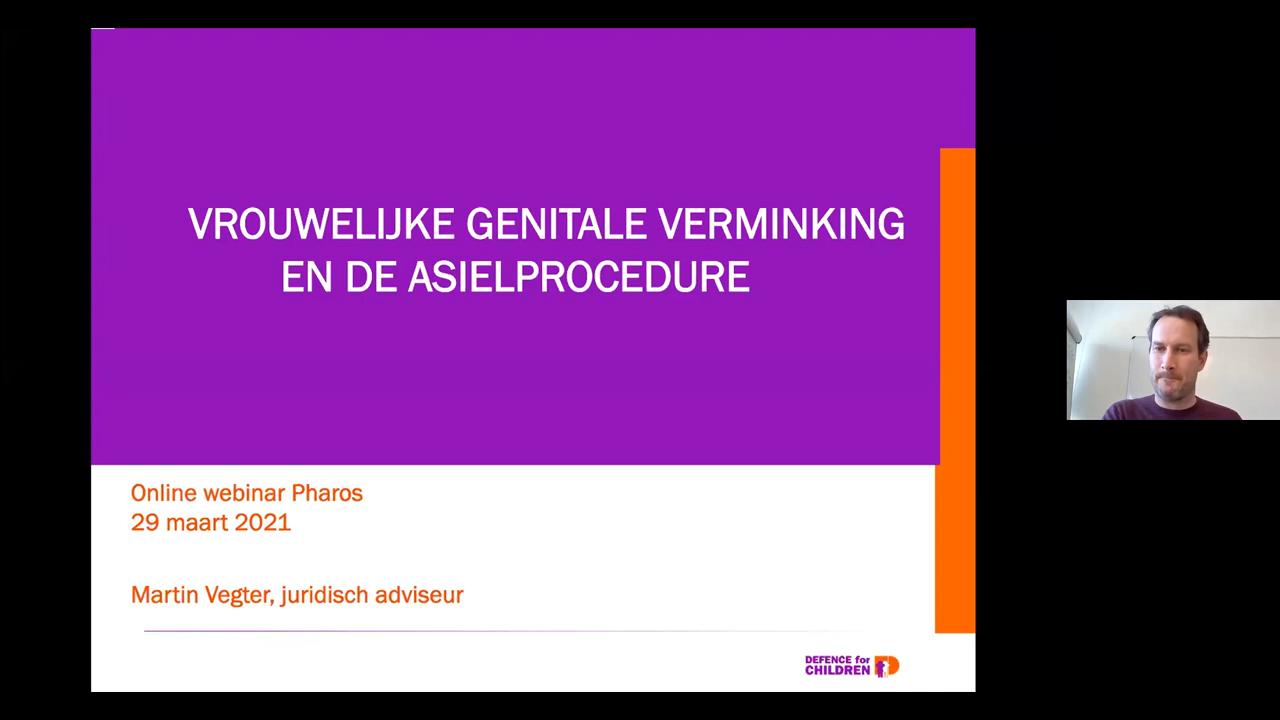 VROUWELIJKE GENITALE VERMINKING
EN DE ASIELPROCEDURE
Online webinar Pharos
29 maart 2021
Martin Vegter, juridisch adviseur
DEFENCE for
CHILDREN